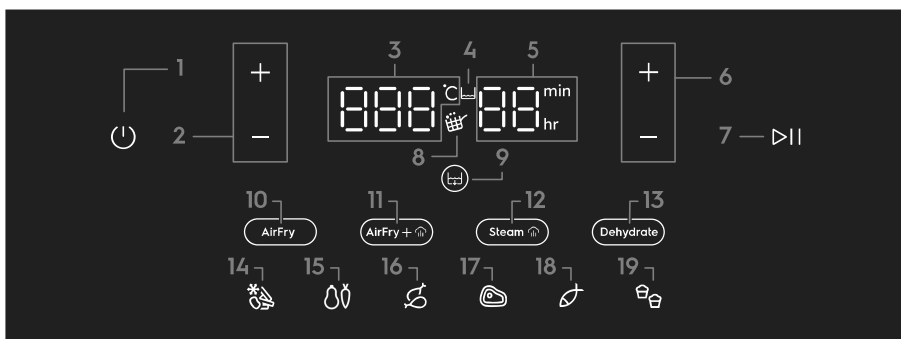 3 4 5
1 + °C min + 6
888 88
2 − hr − 7
8 9
10 11 12 13
AirFry AirFry + Steam Dehydrate
14 15 16 17 18 19